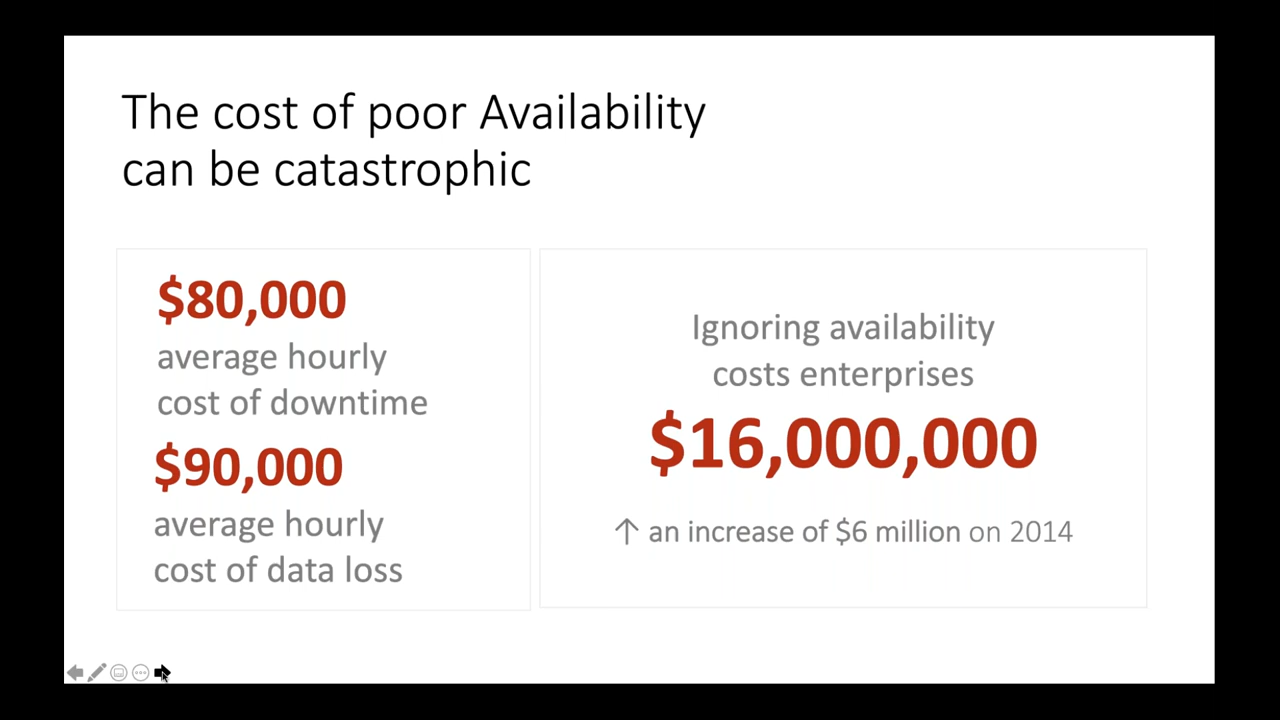 The cost of poor Availability
can be catastrophic
$80,000
average hourly
cost of downtime
$90,000
average hourly
cost of data loss
Ignoring availability
costs enterprises
$16,000,000
↑ an increase of $6 million on 2014